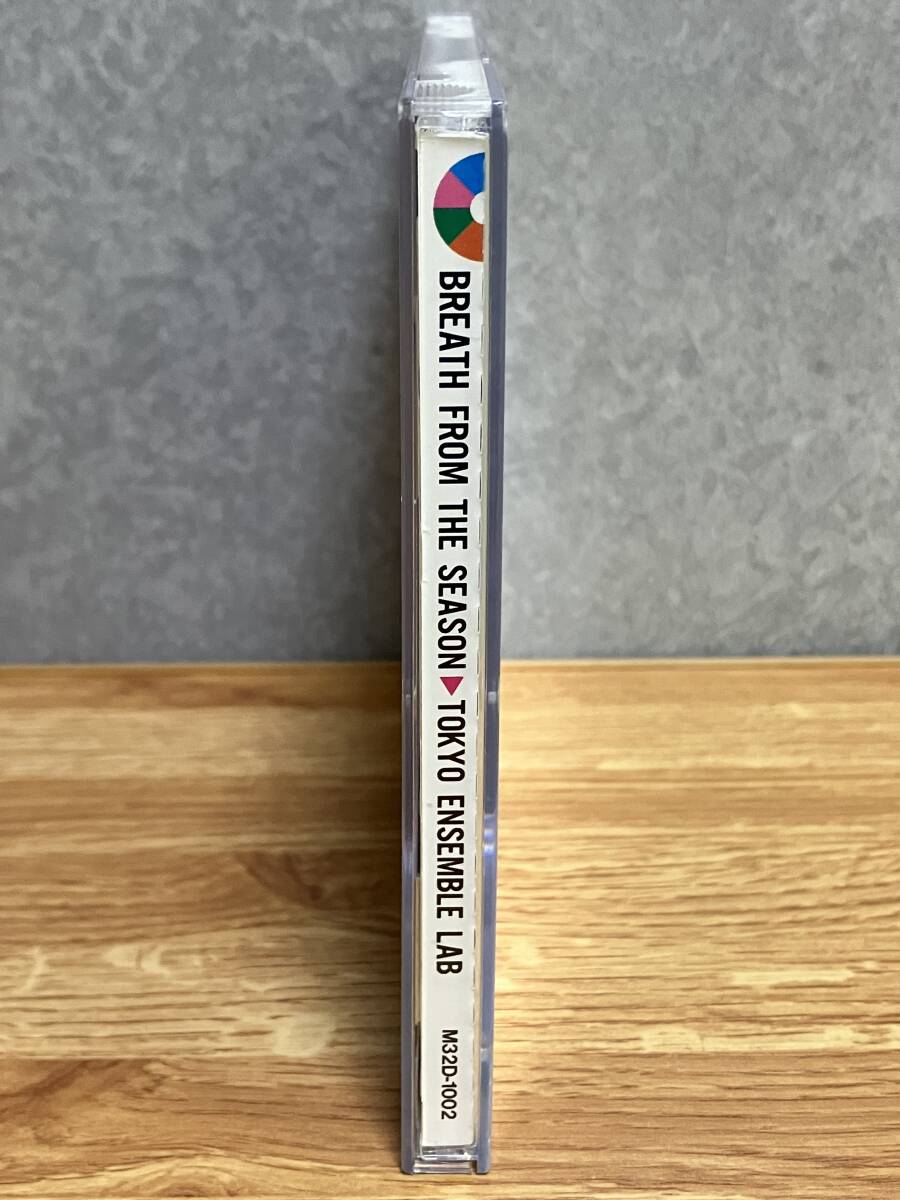 BREATH FROM THE SEASON▶TOKYO ENSEMBLE LAB
M32D-1002